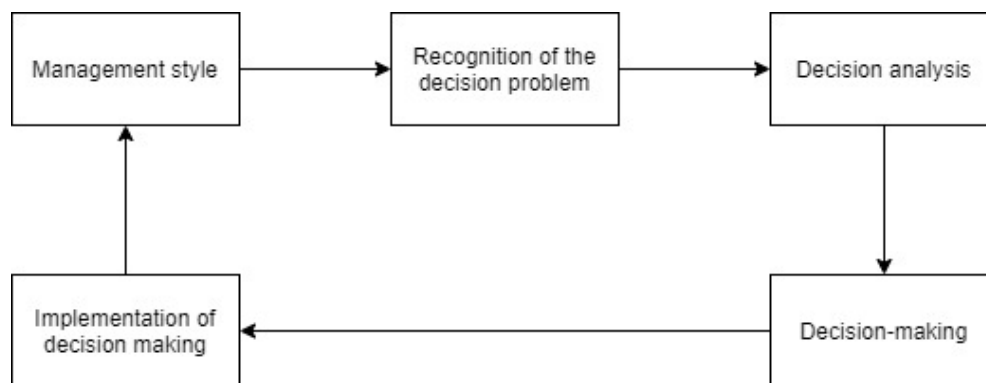 Management style
Recognition of the
decision problem
Decision analysis
Implementation of
decision making
Decision-making